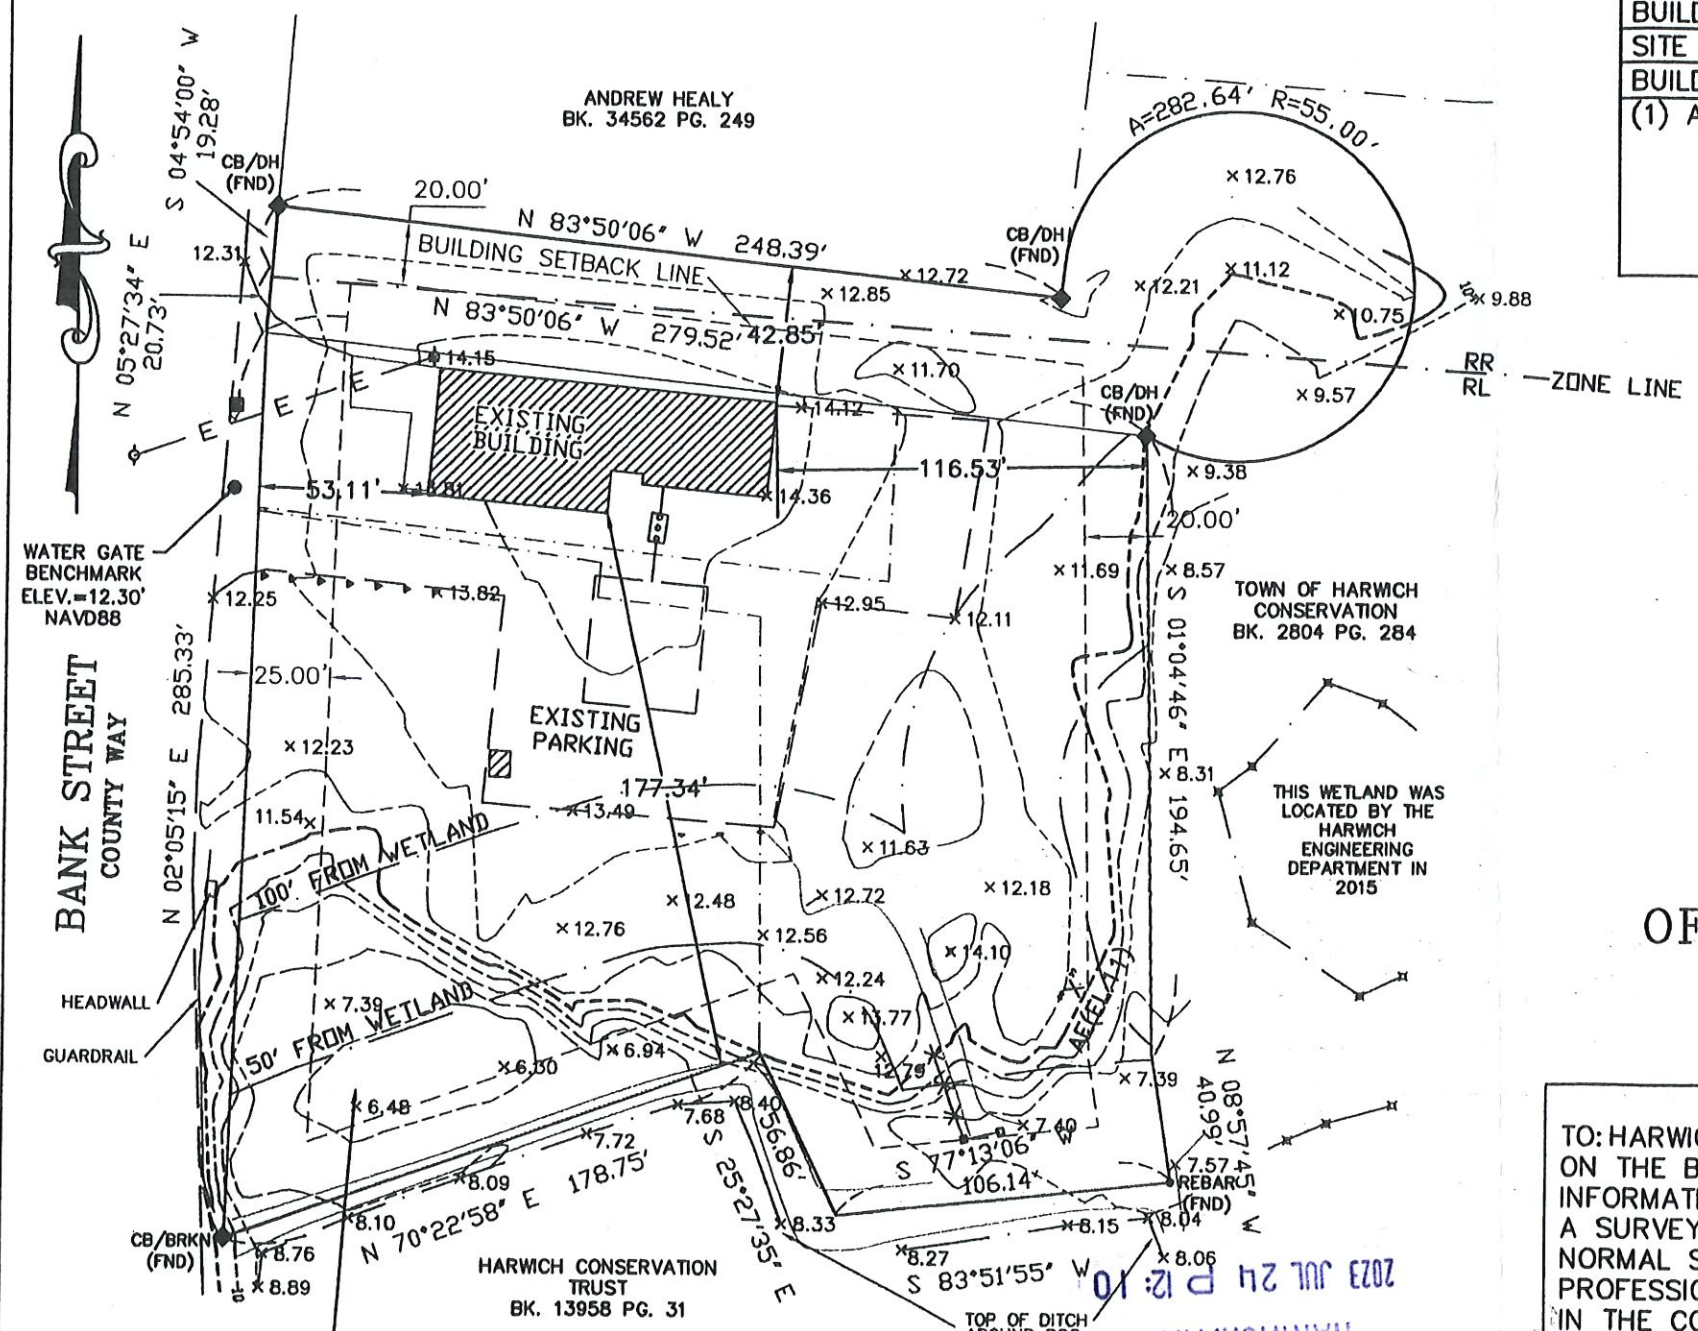 BUILD
SITE
BUILD
(1) A
S 04°54'00" W
19.28'
ANDREW HEALY
BK. 34562 PG. 249
A=282.64' R=55.00'
CB/DH
(FND)
20.00'
N 83°50'06" W 248.39'
BUILDING SETBACK LINE
CB/DH
(FND)
12.76
12.31
12.72
12.85
12.21
11.12
10.75
9.88
N 05°27'34" E
20.73'
N 83°50'06" W 279.52'
42.85'
14.15
11.70
RR
RL
ZONE LINE
E E E
EXISTING
BUILDING
14.12
CB/DH
(FND)
9.57
53.11'
13.81
116.53'
14.36
9.38
20.00'
WATER GATE
BENCHMARK
ELEV.=12.30'
NAVD88
12.25
13.82
12.95
12.11
11.69
8.57
TOWN OF HARWICH
CONSERVATION
BK. 2804 PG. 284
25.00'
BANK STREET
COUNTY WAY
N 02°05'15" E 285.33'
12.23
EXISTING
PARKING
177.34'
13.49
S 01°04'46" E 194.65'
8.31
THIS WETLAND WAS
LOCATED BY THE
HARWICH
ENGINEERING
DEPARTMENT IN
2015
11.54
100' FROM WETLAND
11.63
12.18
12.72
12.48
12.76
12.56
14.10
12.24
13.77
12.79
"X"
AE(EL 11)
HEADWALL
GUARDRAIL
7.39
50' FROM WETLAND
6.94
6.30
6.48
7.39
7.68
8.40
7.40
7.72
S 25°27'35" E
56.86'
S 77°13'06" W
106.14'
N 08°57'45" W
40.99'
7.57
REBAR
(FND)
8.09
8.10
N 70°22'58" E 178.75'
8.33
8.15
8.04
8.06
8.27
S 83°51'55" W
CB/BRKN
(FND)
8.76
8.89
HARWICH CONSERVATION
TRUST
BK. 13958 PG. 31
TOP OF DITCH
2023 JUL 24 P 12: 10
OF
TO: HARWIC
ON THE B
INFORMATI
A SURVEY
NORMAL S
PROFESSIO
IN THE CO